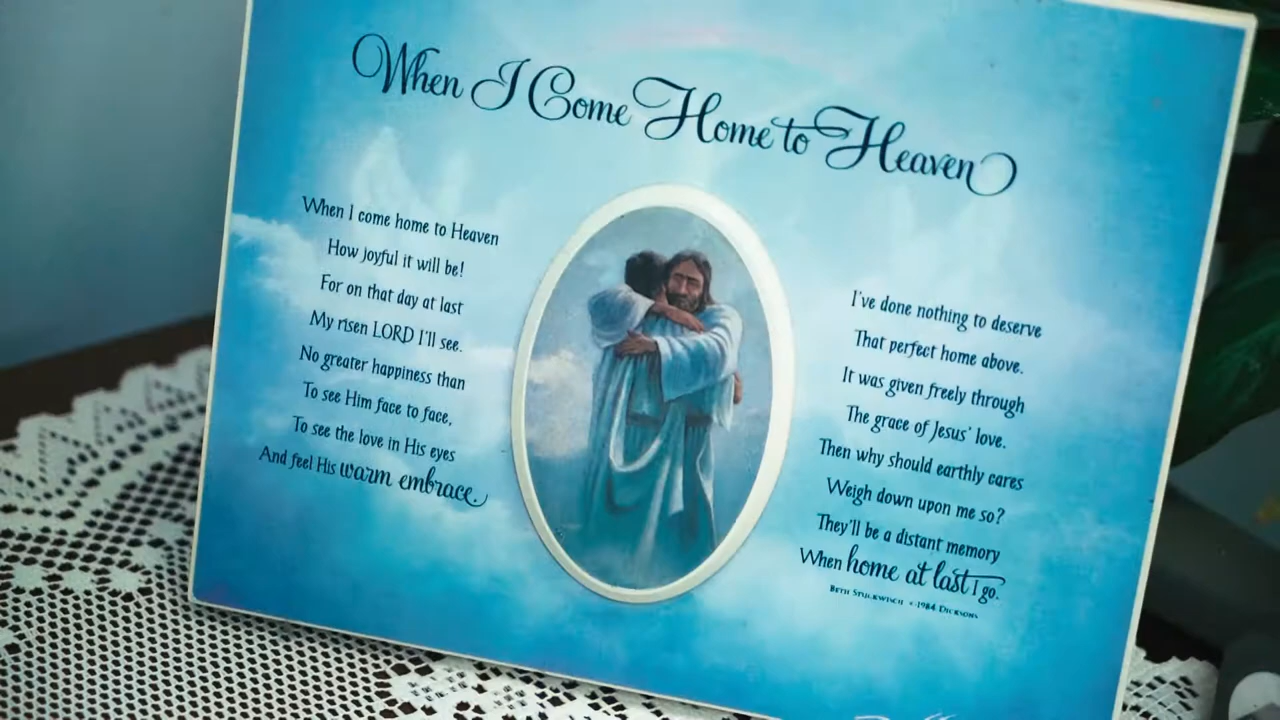 When I Come Home to Heaven
When I come home to Heaven
How joyful it will be!
For on that day at last
My risen LORD I'll see.
No greater happiness than
To see Him face to face,
To see the love in His eyes
And feel His warm embrace
I've done nothing to deserve
That perfect home above.
It was given freely through
The grace of Jesus' love.
Then why should earthly cares
Weigh down upon me so?
They'll be a distant memory
When home at last I go.
Beth Stuckwisch ©1984 Dicksons